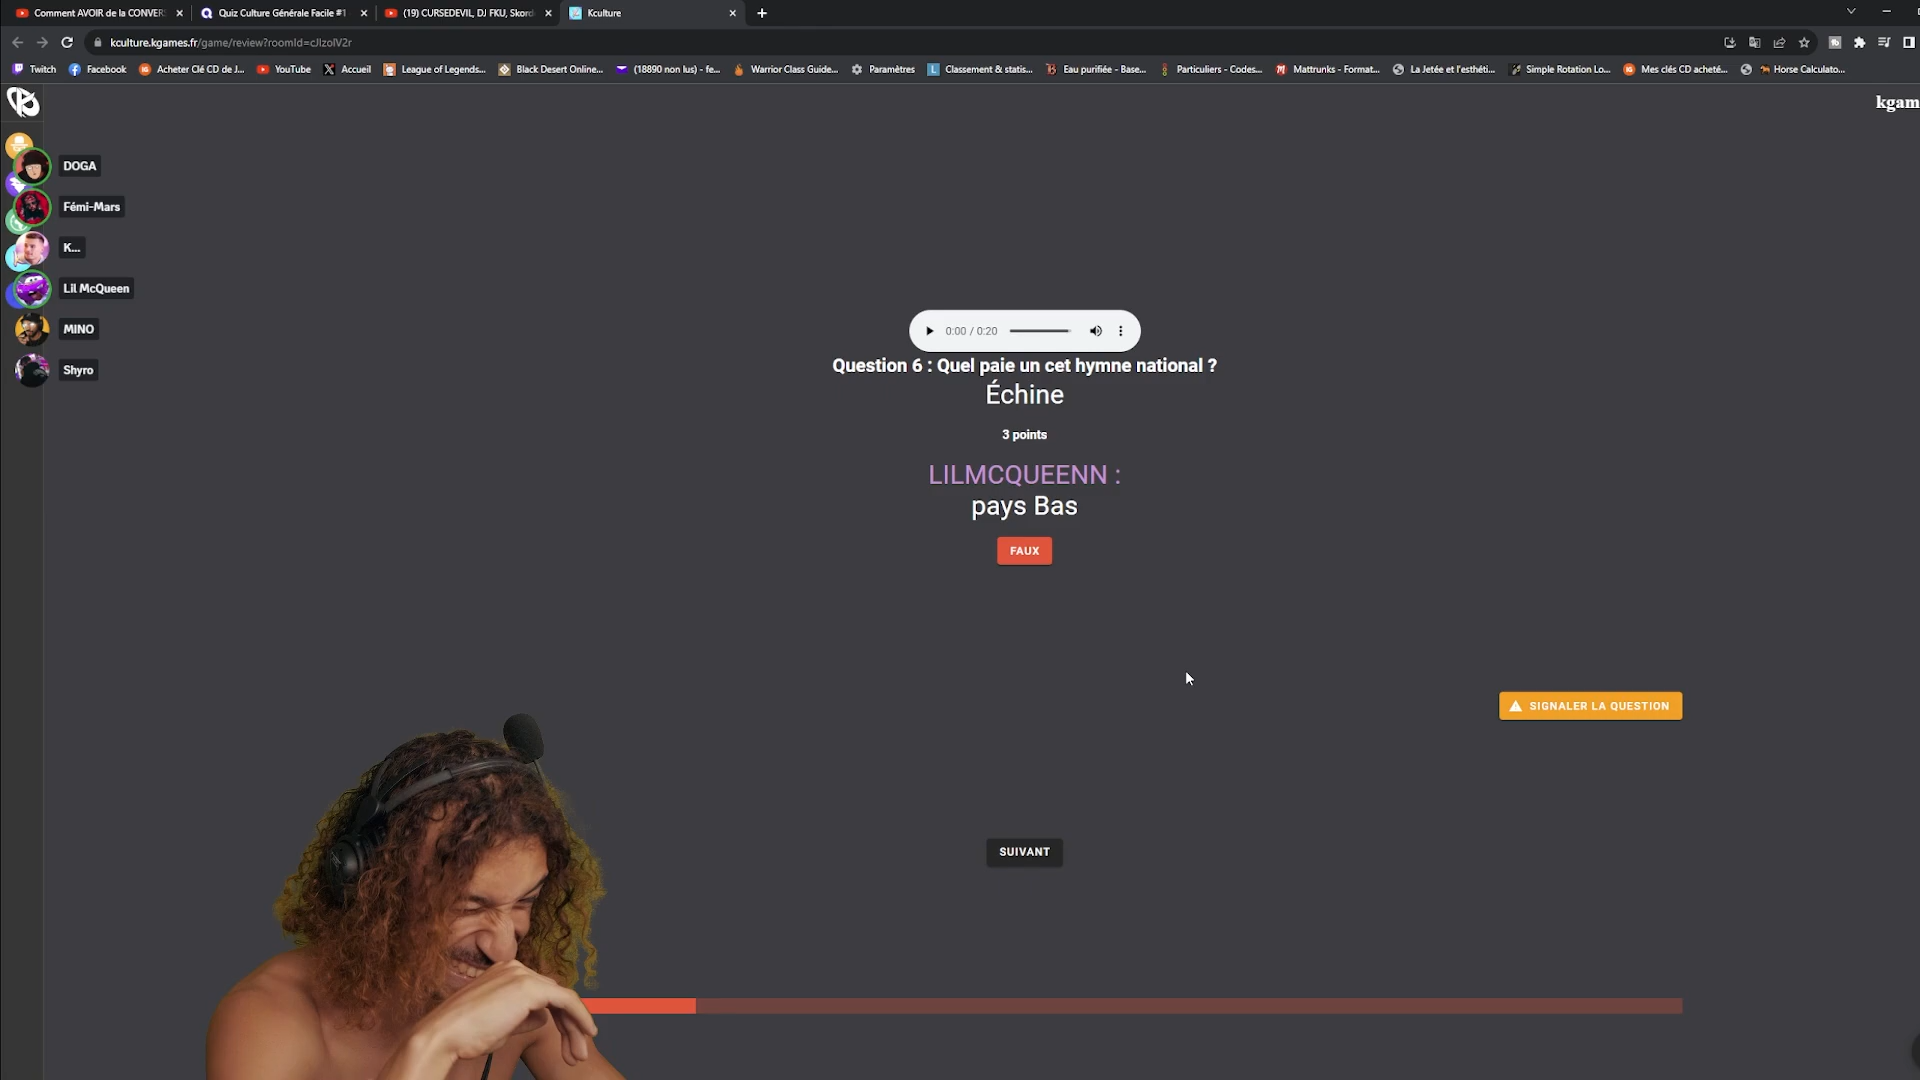 Comment AVOIR de la CONVER
Quiz Culture Générale Facile #1
(19) CURSEDEVIL, DJ FKU, Skord
Kculture
kculture.kgames.fr/game/review?roomId=cJlzolV2r
Twitch
Facebook
Acheter Clé CD de J...
YouTube
Accueil
League of Legends...
Black Desert Online...
(18890 non lus) - fe...
Warrior Class Guide...
Paramètres
Classement & statis...
Eau purifiée - Base...
Particuliers - Codes...
Mattrunks - Format...
La Jetée et l'esthéti...
Simple Rotation Lo...
Mes clés CD acheté...
Horse Calculato...
kgam
DOGA
Fémi-Mars
K...
Lil McQueen
MINO
Shyro
0:00 / 0:20
Question 6 : Quel paie un cet hymne national ?
Échine
3 points
LILMCQUEENN :
pays Bas
FAUX
SIGNALER LA QUESTION
SUIVANT